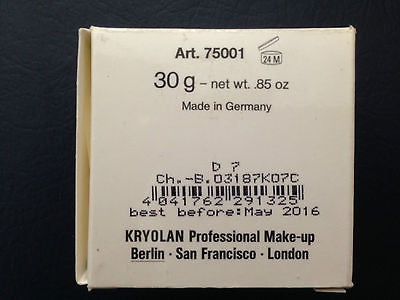 Art. 75001
24 M
30 g – net wt. .85 oz
Made in Germany
D 7
Ch.-B.03187K07C
4 041762 291325
best before:May 2016
KRYOLAN Professional Make-up
Berlin · San Francisco · London